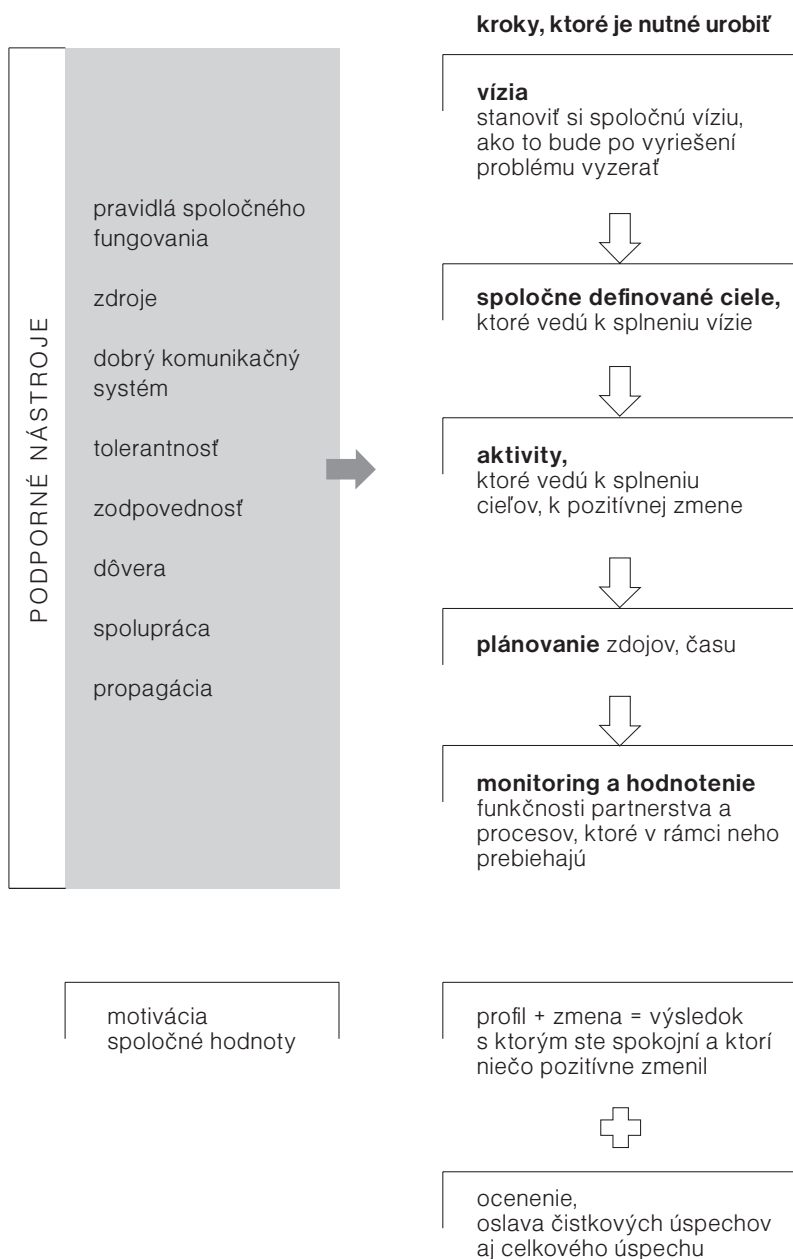 kroky, ktoré je nutné urobiť
PODPORNÉ NÁSTROJE
pravidlá spoločného
fungovania
zdroje
dobrý komunikačný
systém
tolerantnosť
zodpovednosť
dôvera
spolupráca
propagácia
vízia
stanoviť si spoločnú víziu,
ako to bude po vyriešení
problému vyzerať
spoločne definované ciele,
ktoré vedú k splneniu vízie
aktivity,
ktoré vedú k splneniu
cieľov, k pozitívnej zmene
plánovanie zdojov, času
monitoring a hodnotenie
funkčnosti partnerstva a
procesov, ktoré v rámci neho
prebiehajú
motivácia
spoločné hodnoty
profil + zmena = výsledok
s ktorým ste spokojní a ktorí
niečo pozitívne zmenil
ocenenie,
oslava čistkových úspechov
aj celkového úspechu